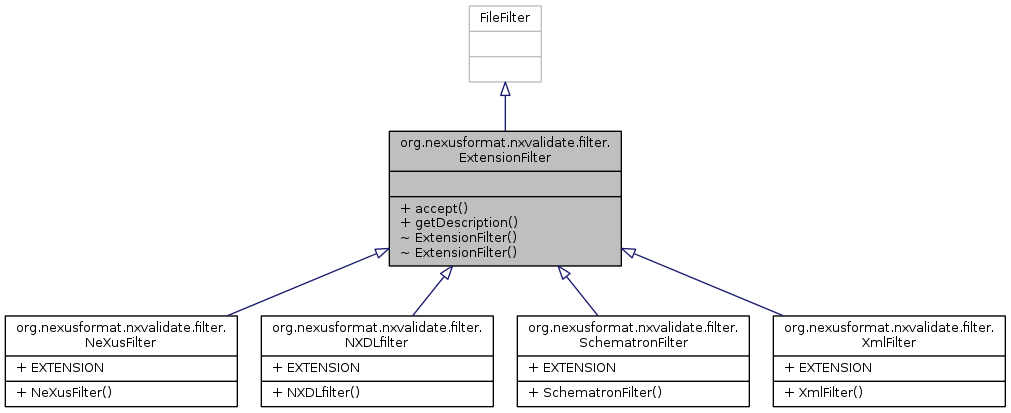 FileFilter
org.nexusformat.nxvalidate.filter.
ExtensionFilter
+ accept()
+ getDescription()
~ ExtensionFilter()
~ ExtensionFilter()
org.nexusformat.nxvalidate.filter.
NeXusFilter
+ EXTENSION
+ NeXusFilter()
org.nexusformat.nxvalidate.filter.
NXDLfilter
+ EXTENSION
+ NXDLfilter()
org.nexusformat.nxvalidate.filter.
SchematronFilter
+ EXTENSION
+ SchematronFilter()
org.nexusformat.nxvalidate.filter.
XmlFilter
+ EXTENSION
+ XmlFilter()